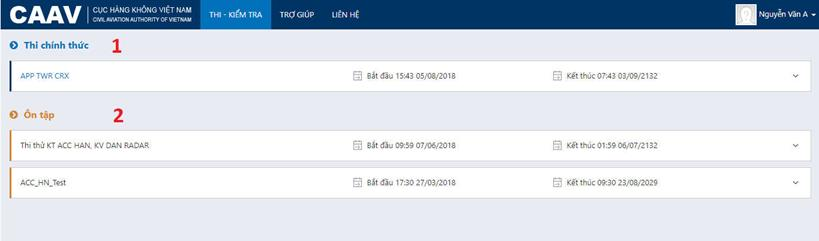 CAAV
CỤC HÀNG KHÔNG VIỆT NAM
CIVIL AVIATION AUTHORITY OF VIETNAM
THI - KIỂM TRA
TRỢ GIÚP
LIÊN HỆ
Nguyễn Văn A
Thi chính thức 1
APP TWR CRX Bắt đầu 15:43 05/08/2018 Kết thúc 07:43 03/09/2132
Ôn tập 2
Thi thử KT ACC HAN, KV DAN RADAR Bắt đầu 09:59 07/06/2018 Kết thúc 01:59 06/07/2132
ACC_HN_Test Bắt đầu 17:30 27/03/2018 Kết thúc 09:30 23/08/2029